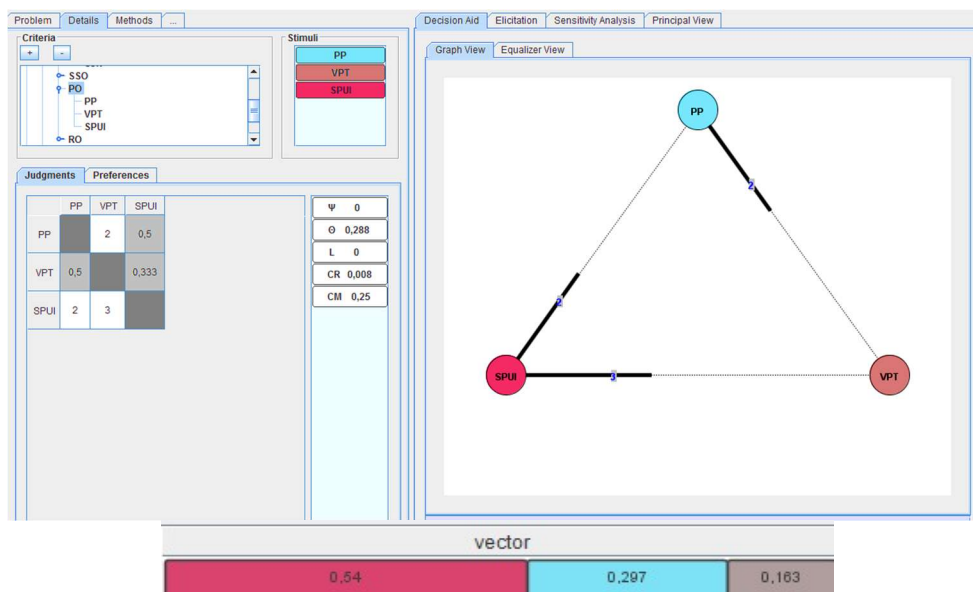 Problem Details Methods ...
Criteria
+ -
SSO
PO
PP
VPT
SPUI
RO
Stimuli
PP
VPT
SPUI
Judgments Preferences
PP VPT SPUI
PP 2 0,5
VPT 0,5 0,333
SPUI 2 3
Ψ 0
Θ 0,288
L 0
CR 0,008
CM 0,25
Decision Aid Elicitation Sensitivity Analysis Principal View
Graph View Equalizer View
PP
2
2
SPUI
3
VPT
vector
0,54 0,297 0,163